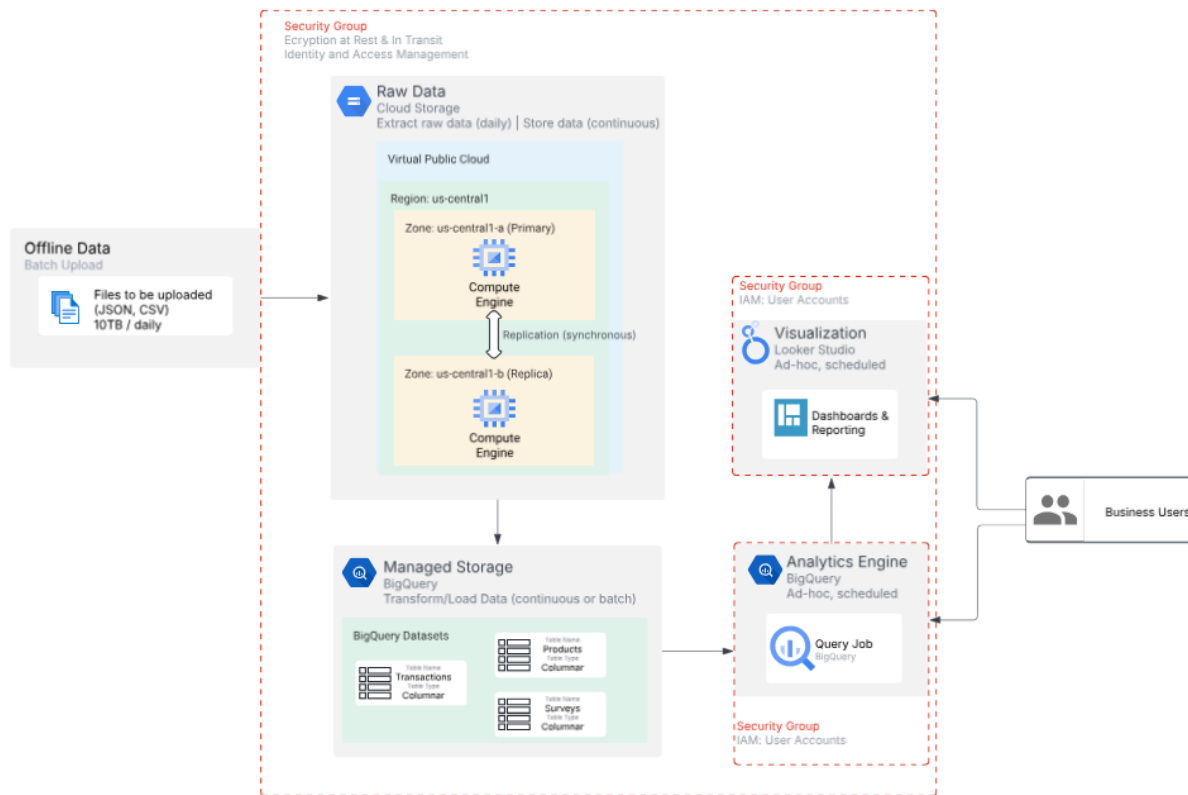 Security Group
Ecryption at Rest & In Transit
Identity and Access Management
Raw Data
Cloud Storage
Extract raw data (daily) | Store data (continuous)
Virtual Public Cloud
Region: us-central1
Zone: us-central1-a (Primary)
Compute
Engine
Replication (synchronous)
Zone: us-central1-b (Replica)
Compute
Engine
Offline Data
Batch Upload
Files to be uploaded
(JSON, CSV)
10TB / daily
Managed Storage
BigQuery
Transform/Load Data (continuous or batch)
BigQuery Datasets
Table Name
Transactions
Table Type
Columnar
Table Name
Products
Table Type
Columnar
Table Name
Surveys
Table Type
Columnar
Security Group
IAM: User Accounts
Visualization
Looker Studio
Ad-hoc, scheduled
Dashboards &
Reporting
Analytics Engine
BigQuery
Ad-hoc, scheduled
Query Job
BigQuery
Security Group
IAM: User Accounts
Business Users